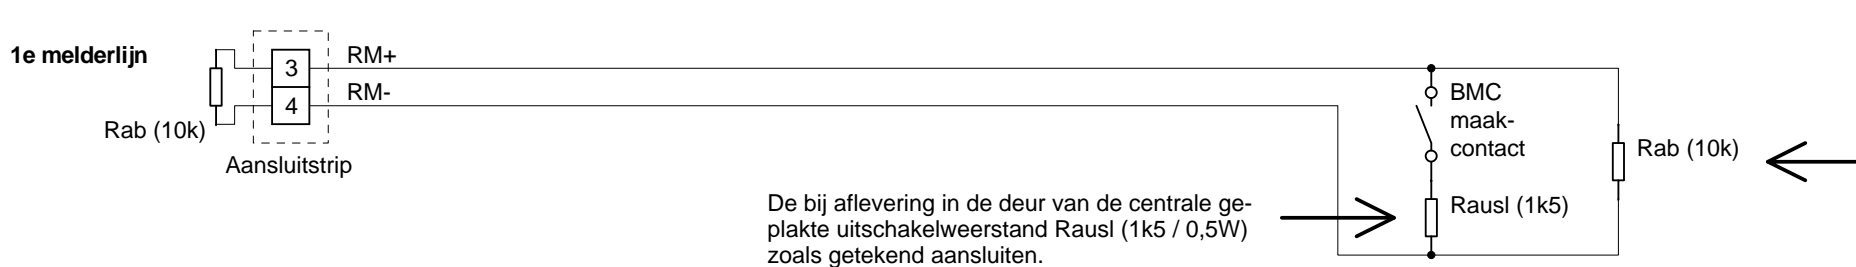 1e melderlijn
3
RM+
4
RM-
Rab (10k)
Aansluitstrip
BMC
maak-
contact
Rab (10k)
Rausl (1k5)
De bij aflevering in de deur van de centrale ge-
plakte uitschakelweerstand Rausl (1k5 / 0,5W)
zoals getekend aansluiten.